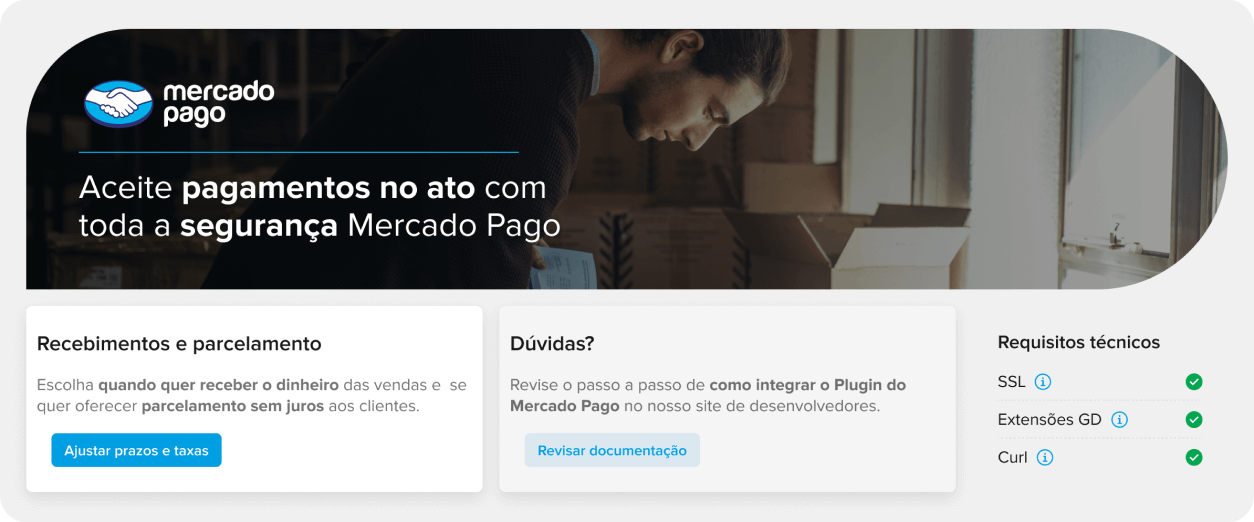 mercado
pago
Aceite pagamentos no ato com
toda a segurança Mercado Pago
Recebimentos e parcelamento
Escolha quando quer receber o dinheiro das vendas e se
quer oferecer parcelamento sem juros aos clientes.
Ajustar prazos e taxas
Dúvidas?
Revise o passo a passo de como integrar o Plugin do
Mercado Pago no nosso site de desenvolvedores.
Revisar documentação
Requisitos técnicos
SSL
Extensões GD
Curl